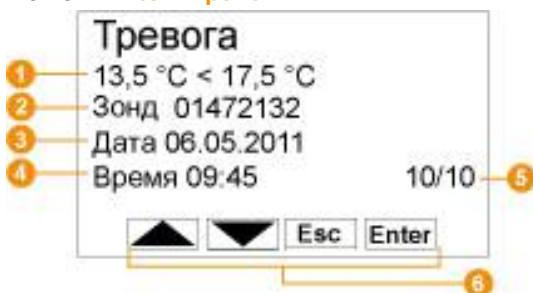 Тревога
1 13,5 °C < 17,5 °C
2 Зонд 01472132
3 Дата 06.05.2011
4 Время 09:45 10/10 5
Esc Enter
6